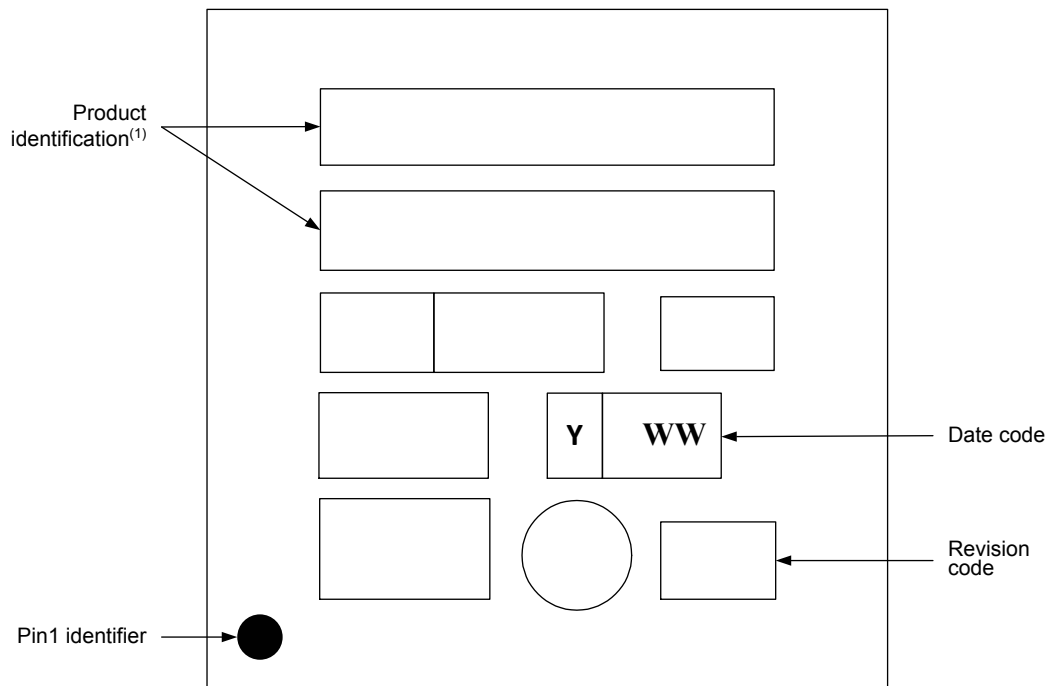 Product
identification(1)
Y WW
Date code
Revision
code
Pin1 identifier